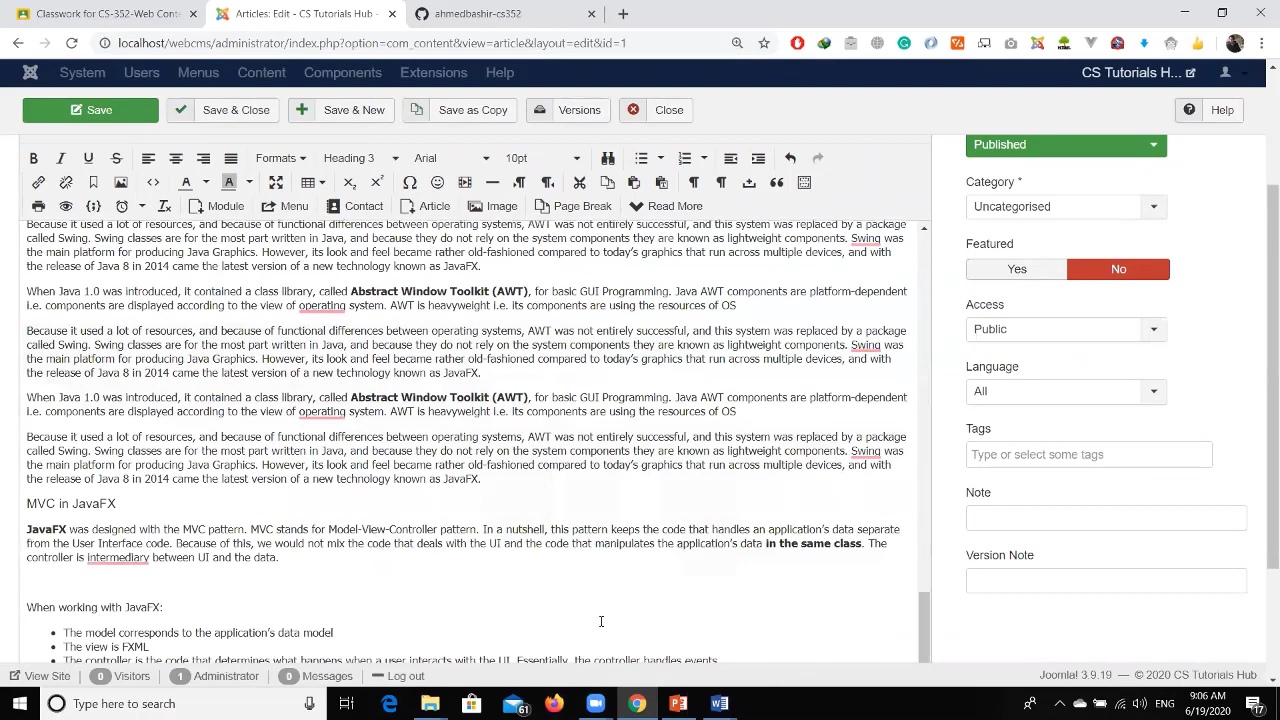 Classwork for CS-352-Web Conte
Articles: Edit - CS Tutorials Hub -
ahmedbashir-cs352
localhost/webces/administrator/index.php?option=com_content&view=article&layout=edit&id=1
System Users Menus Content Components Extensions Help
CS Tutorials H...
Save Save & Close Save & New Save as Copy Versions Close Help
B I U S Formats Heading 3 Arial 10pt
Published
Module Menu Contact Article Image Page Break Read More
Category *
Uncategorised
Featured
Yes No
Access
Public
Language
All
Tags
Type or select some tags
Note
Version Note
Because it used a lot of resources, and because of functional differences between operating systems, AWT was not entirely successful, and this system was replaced by a package
called Swing. Swing classes are for the most part written in Java, and because they do not rely on the system components they are known as lightweight components. Swing was
the main platform for producing Java Graphics. However, its look and feel became rather old-fashioned compared to today's graphics that run across multiple devices, and with
the release of Java 8 in 2014 came the latest version of a new technology known as JavaFX.
When Java 1.0 was introduced, it contained a class library, called Abstract Window Toolkit (AWT), for basic GUI Programming. Java AWT components are platform-dependent
i.e. components are displayed according to the view of operating system. AWT is heavyweight i.e. its components are using the resources of OS
Because it used a lot of resources, and because of functional differences between operating systems, AWT was not entirely successful, and this system was replaced by a package
called Swing. Swing classes are for the most part written in Java, and because they do not rely on the system components they are known as lightweight components. Swing was
the main platform for producing Java Graphics. However, its look and feel became rather old-fashioned compared to today's graphics that run across multiple devices, and with
the release of Java 8 in 2014 came the latest version of a new technology known as JavaFX.
When Java 1.0 was introduced, it contained a class library, called Abstract Window Toolkit (AWT), for basic GUI Programming. Java AWT components are platform-dependent
i.e. components are displayed according to the view of operating system. AWT is heavyweight i.e. its components are using the resources of OS
Because it used a lot of resources, and because of functional differences between operating systems, AWT was not entirely successful, and this system was replaced by a package
called Swing. Swing classes are for the most part written in Java, and because they do not rely on the system components they are known as lightweight components. Swing was
the main platform for producing Java Graphics. However, its look and feel became rather old-fashioned compared to today's graphics that run across multiple devices, and with
the release of Java 8 in 2014 came the latest version of a new technology known as JavaFX.
MVC in JavaFX
JavaFX was designed with the MVC pattern. MVC stands for Model-View-Controller pattern. In a nutshell, this pattern keeps the code that handles an application's data separate
from the User Interface code. Because of this, we would not mix the code that deals with the UI and the code that manipulates the application's data in the same class. The
controller is intermedlary between UI and the data.
When working with JavaFX:
The model corresponds to the application's data model
The view is FXML
The controller is the code that determines what happens when a user interacts with the UI. Essentially, the controller handles events
View Site 0 Visitors 1 Administrator 0 Messages Log out
Joomla! 3.9.19 — © 2020 CS Tutorials Hub
Type here to search
61
ENG
9:06 AM
6/19/2020
17